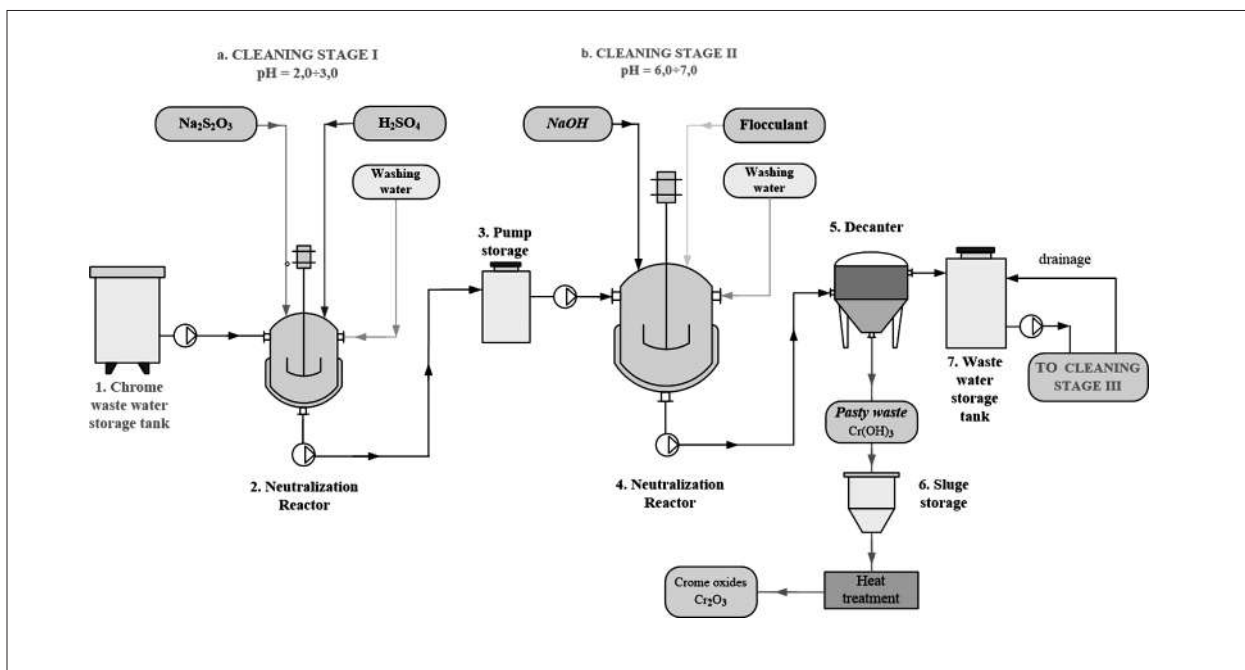 a. CLEANING STAGE I
pH = 2,0÷3,0
b. CLEANING STAGE II
pH = 6,0÷7,0
Na₂S₂O₃
H₂SO₄
NaOH
Flocculant
Washing
water
Washing
water
3. Pump
storage
5. Decanter
drainage
1. Chrome
waste water
storage tank
7. Waste
water
storage
tank
TO CLEANING
STAGE III
Pasty waste
Cr(OH)₃
2. Neutralization
Reactor
4. Neutralization
Reactor
6. Sluge
storage
Crome oxides
Cr₂O₃
Heat
treatment